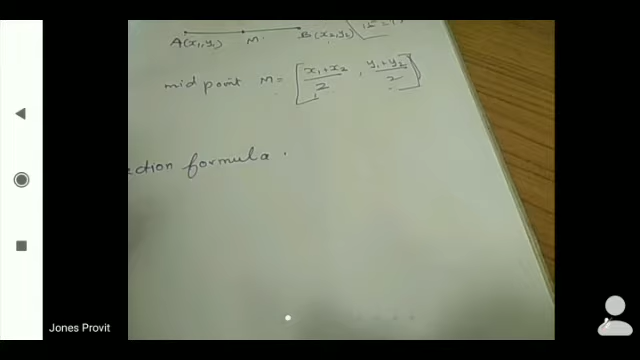 A(x₁,y₁) M B(x₂,y₂)
mid point M = [ x₁+x₂ / 2 , y₁+y₂ / 2 ]
ection formula.
Jones Provit